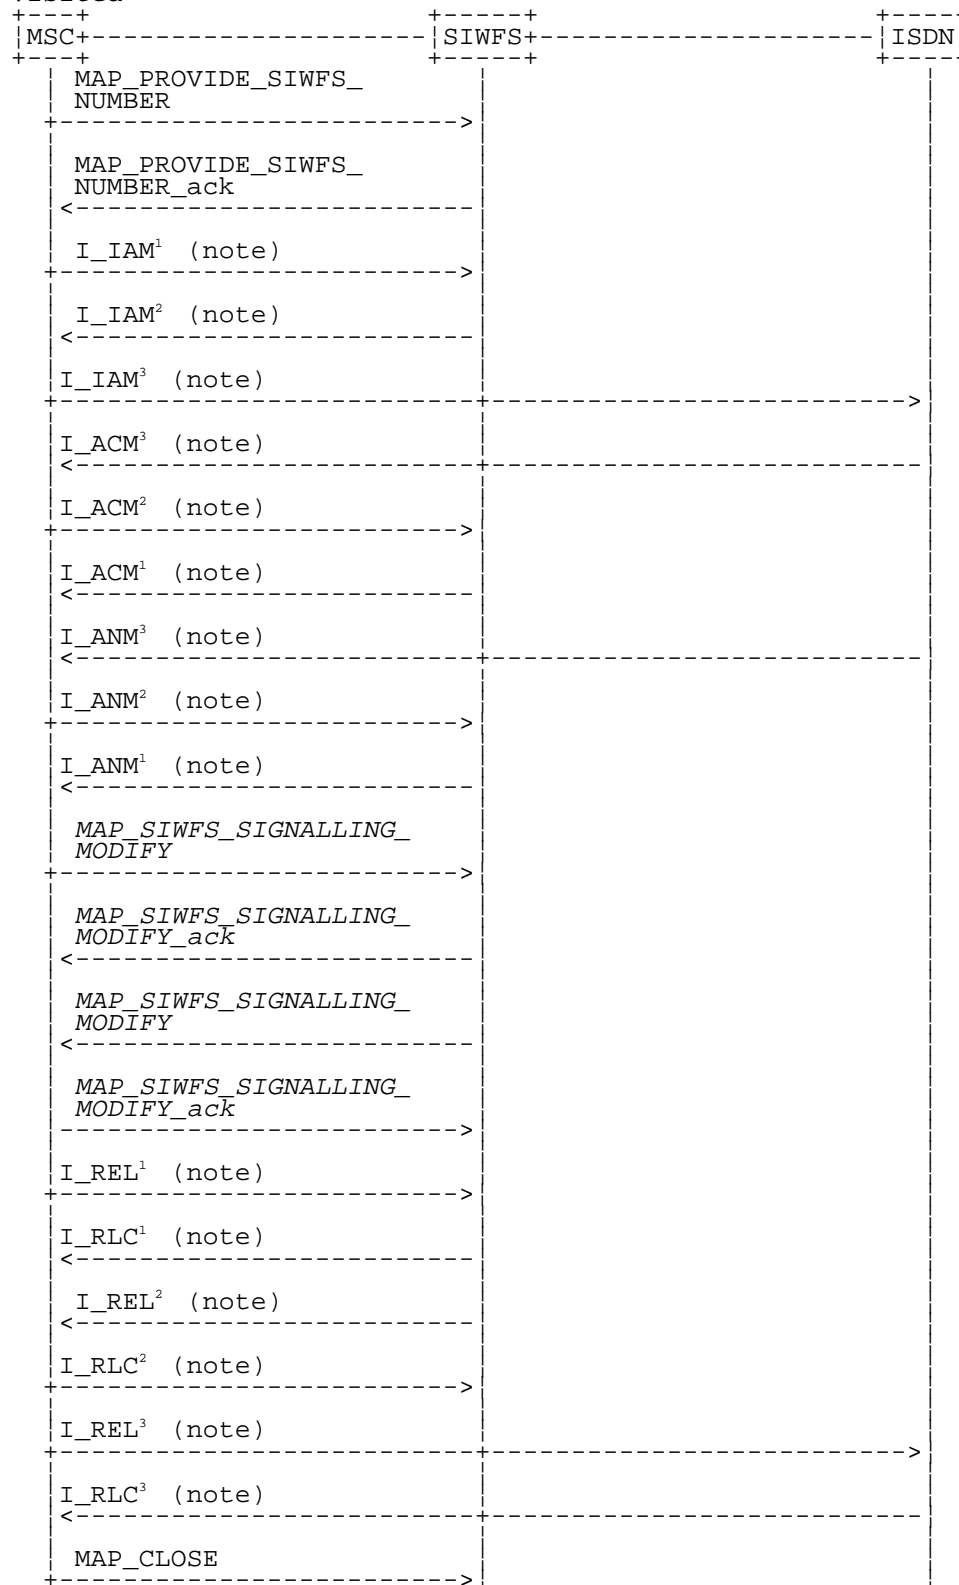 MSC SIWFS ISDN
MAP_PROVIDE_SIWFS_
NUMBER
MAP_PROVIDE_SIWFS_
NUMBER_ack
I_IAM¹ (note)
I_IAM² (note)
I_IAM³ (note)
I_ACM³ (note)
I_ACM² (note)
I_ACM¹ (note)
I_ANM³ (note)
I_ANM² (note)
I_ANM¹ (note)
MAP_SIWFS_SIGNALLING_
MODIFY
MAP_SIWFS_SIGNALLING_
MODIFY_ack
MAP_SIWFS_SIGNALLING_
MODIFY
MAP_SIWFS_SIGNALLING_
MODIFY_ack
I_REL¹ (note)
I_RLC¹ (note)
I_REL² (note)
I_RLC² (note)
I_REL³ (note)
I_RLC³ (note)
MAP_CLOSE